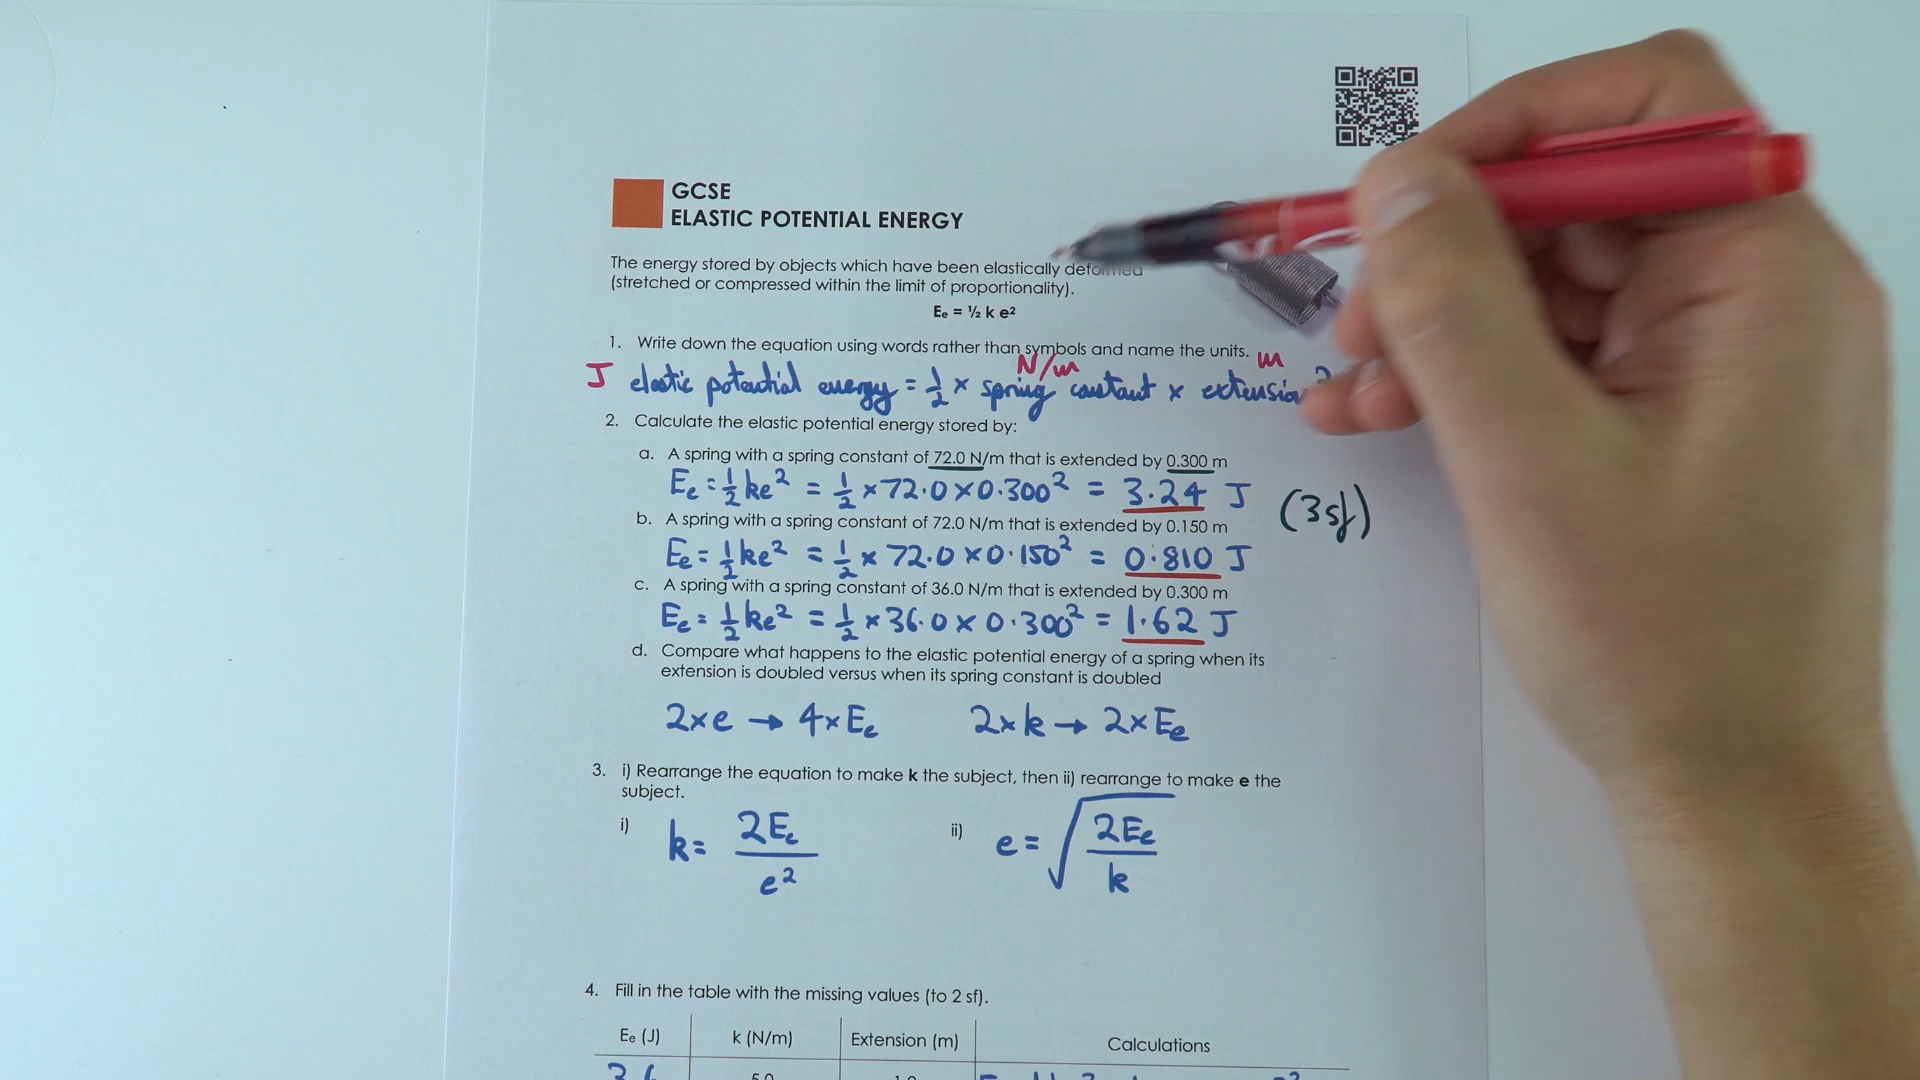 GCSE
ELASTIC POTENTIAL ENERGY
The energy stored by objects which have been elastically deformed
(stretched or compressed within the limit of proportionality).
Eₑ = ½ k e²
1. Write down the equation using words rather than symbols and name the units.
J N/m m
elastic potential energy = 1/2 × spring constant × extension²
2. Calculate the elastic potential energy stored by:
a. A spring with a spring constant of 72.0 N/m that is extended by 0.300 m
Eₑ = 1/2 ke² = 1/2 × 72.0 × 0.300² = 3.24 J (3sf)
b. A spring with a spring constant of 72.0 N/m that is extended by 0.150 m
Eₑ = 1/2 ke² = 1/2 × 72.0 × 0.150² = 0.810 J
c. A spring with a spring constant of 36.0 N/m that is extended by 0.300 m
Eₑ = 1/2 ke² = 1/2 × 36.0 × 0.300² = 1.62 J
d. Compare what happens to the elastic potential energy of a spring when its
extension is doubled versus when its spring constant is doubled
2×e → 4×Eₑ 2×k → 2×Eₑ
3. i) Rearrange the equation to make k the subject, then ii) rearrange to make e the
subject.
i) k = 2Eₑ/e² ii) e = √(2Eₑ/k)
4. Fill in the table with the missing values (to 2 sf).
Eₑ (J) k (N/m) Extension (m) Calculations